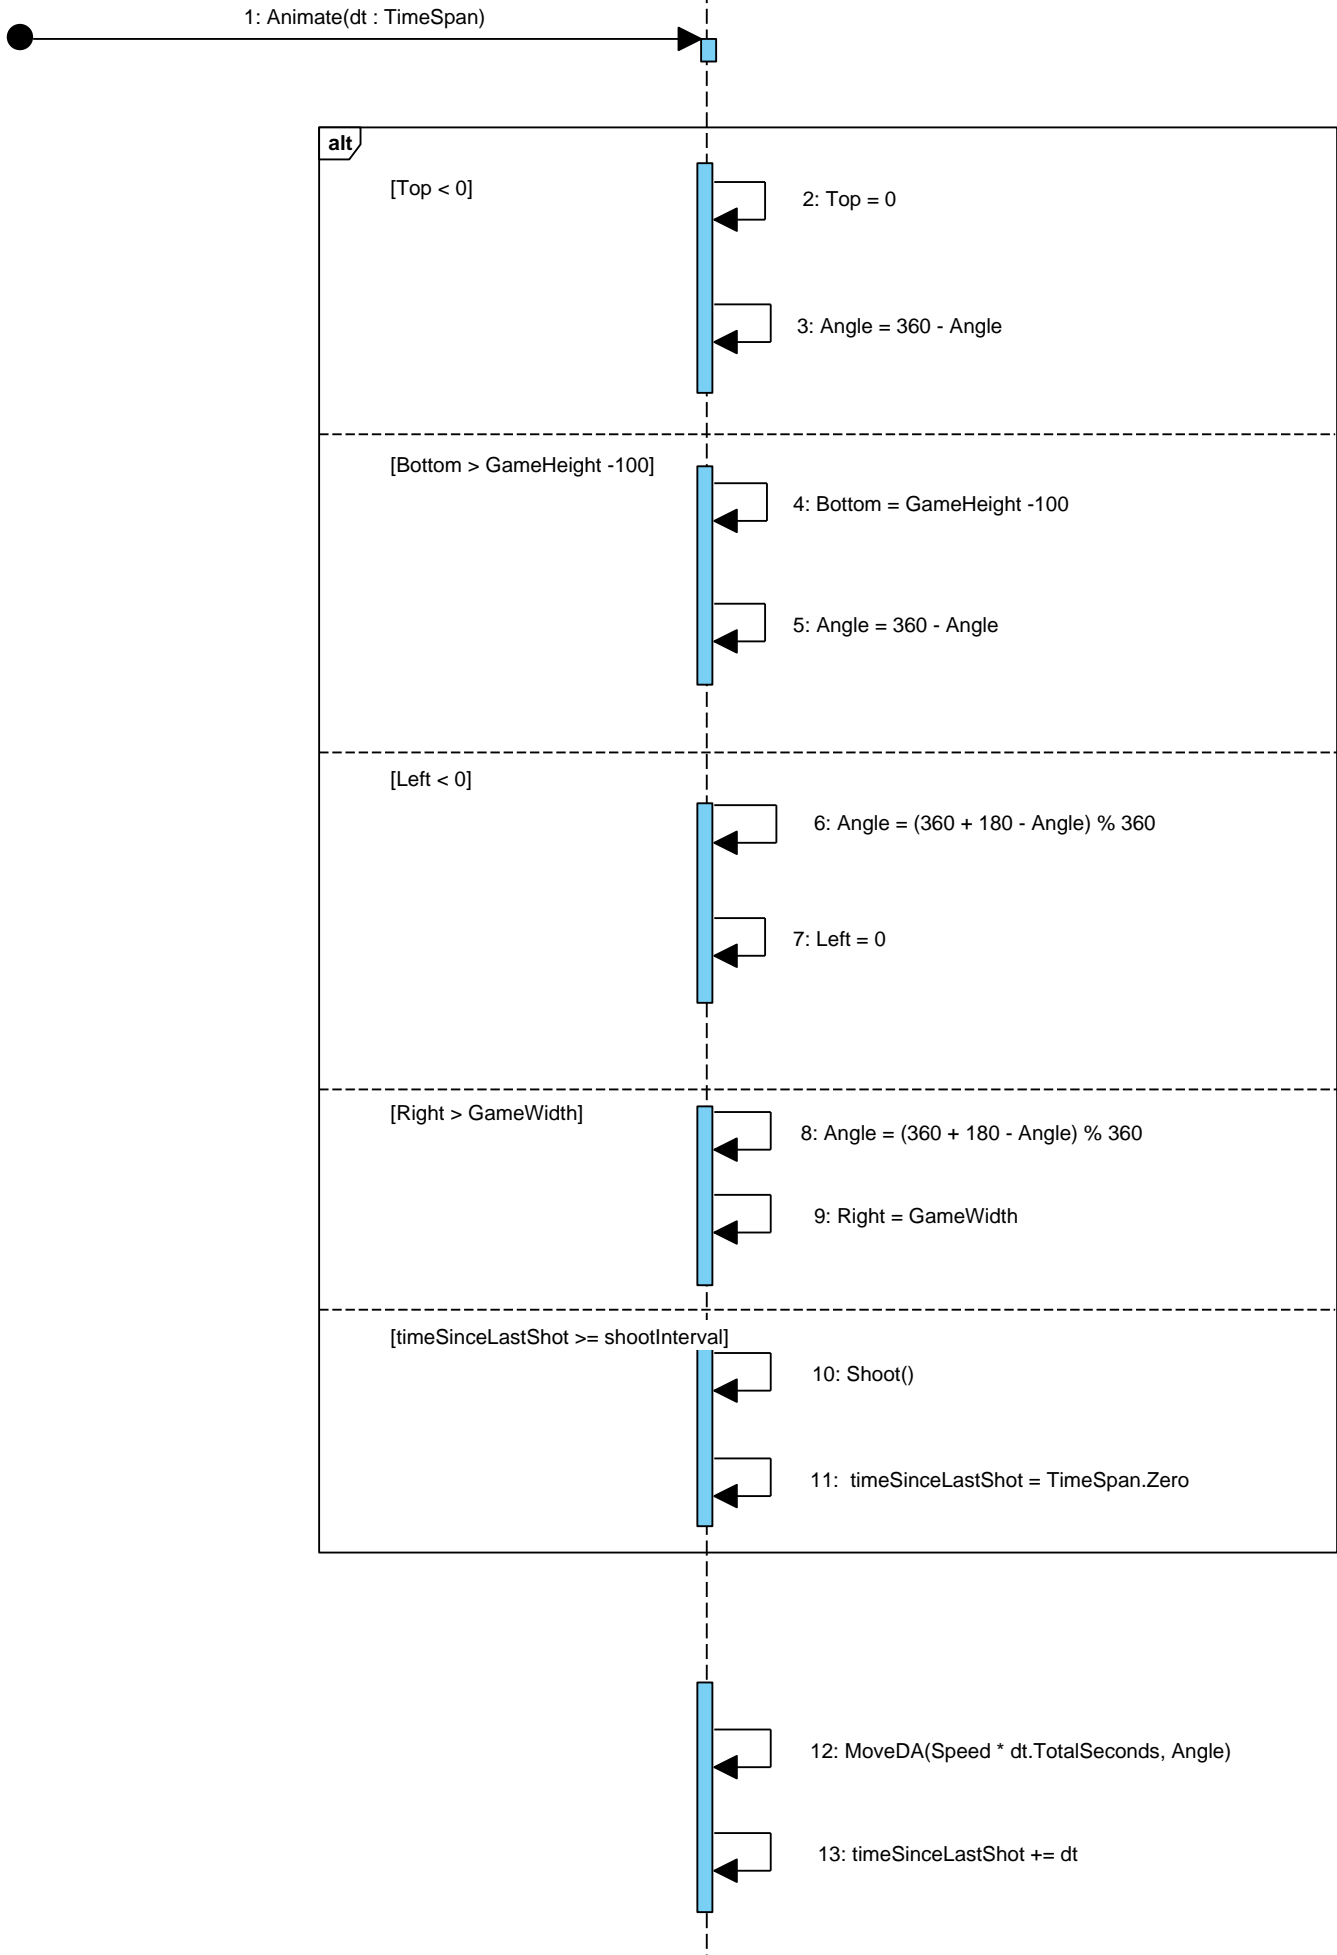 1: Animate(dt : TimeSpan)
alt
[Top < 0]
2: Top = 0
3: Angle = 360 - Angle
[Bottom > GameHeight -100]
4: Bottom = GameHeight -100
5: Angle = 360 - Angle
[Left < 0]
6: Angle = (360 + 180 - Angle) % 360
7: Left = 0
[Right > GameWidth]
8: Angle = (360 + 180 - Angle) % 360
9: Right = GameWidth
[timeSinceLastShot >= shootInterval]
10: Shoot()
11:  timeSinceLastShot = TimeSpan.Zero
12: MoveDA(Speed * dt.TotalSeconds, Angle)
13: timeSinceLastShot += dt